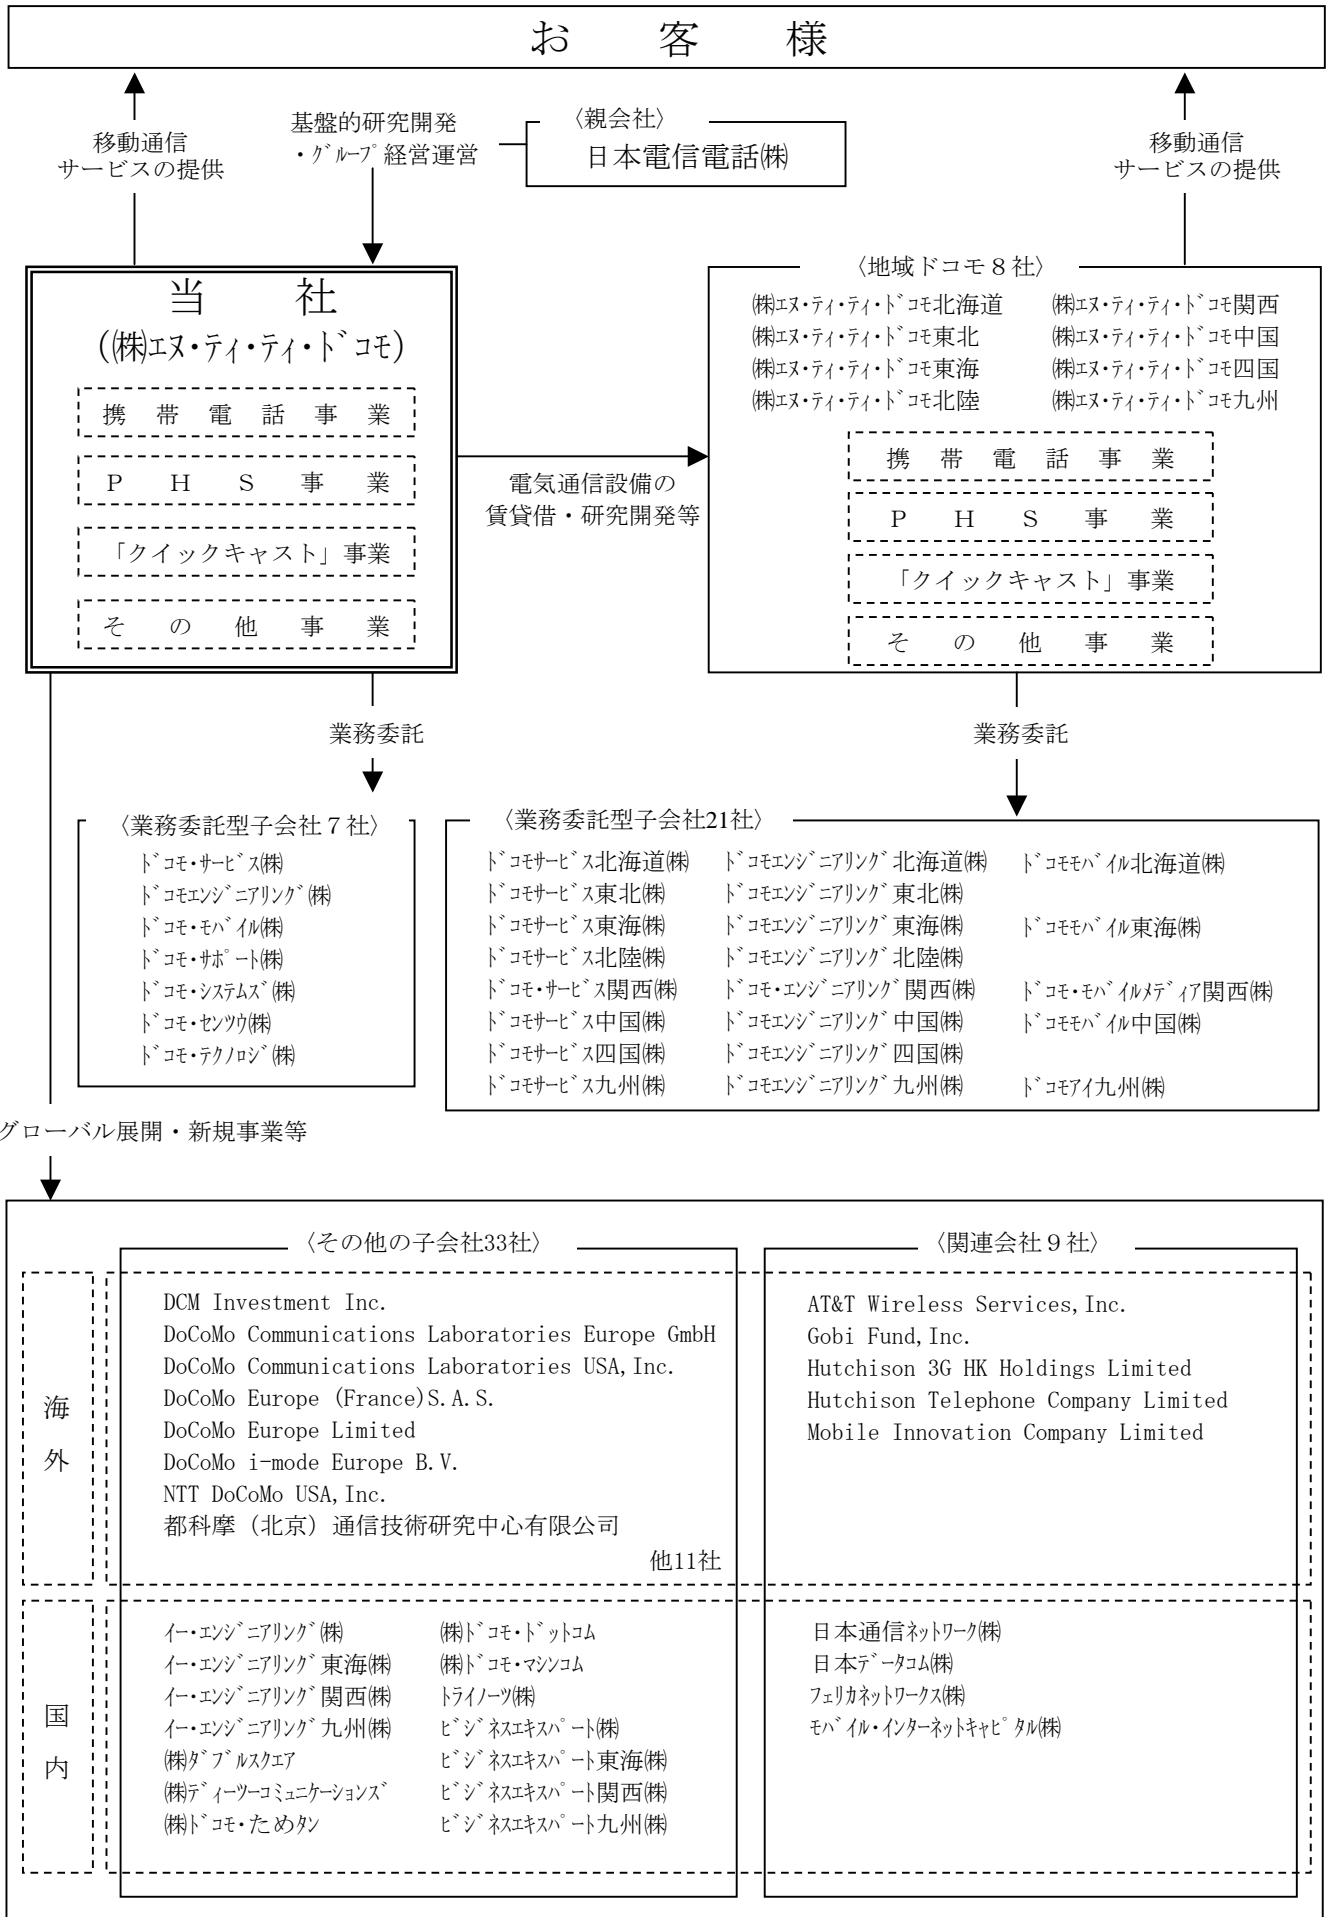 お客様
移動通信
サービスの提供
基盤的研究開発
・グループ経営運営
〈親会社〉
日本電信電話㈱
移動通信
サービスの提供
当社
(㈱エヌ・ティ・ティ・ドコモ)
携帯電話事業
ＰＨＳ事業
「クイックキャスト」事業
その他事業
電気通信設備の
賃貸借・研究開発等
〈地域ドコモ８社〉
㈱エヌ・ティ・ティ・ドコモ北海道 ㈱エヌ・ティ・ティ・ドコモ関西
㈱エヌ・ティ・ティ・ドコモ東北 ㈱エヌ・ティ・ティ・ドコモ中国
㈱エヌ・ティ・ティ・ドコモ東海 ㈱エヌ・ティ・ティ・ドコモ四国
㈱エヌ・ティ・ティ・ドコモ北陸 ㈱エヌ・ティ・ティ・ドコモ九州
携帯電話事業
ＰＨＳ事業
「クイックキャスト」事業
その他事業
業務委託
業務委託
〈業務委託型子会社７社〉
ドコモ・サービス㈱
ドコモエンジニアリング㈱
ドコモ・モバイル㈱
ドコモ・サポート㈱
ドコモ・システムズ㈱
ドコモ・センツウ㈱
ドコモ・テクノロジ㈱
〈業務委託型子会社21社〉
ドコモサービス北海道㈱ ドコモエンジニアリング北海道㈱ ドコモモバイル北海道㈱
ドコモサービス東北㈱ ドコモエンジニアリング東北㈱
ドコモサービス東海㈱ ドコモエンジニアリング東海㈱ ドコモモバイル東海㈱
ドコモサービス北陸㈱ ドコモエンジニアリング北陸㈱
ドコモ・サービス関西㈱ ドコモ・エンジニアリング関西㈱ ドコモ・モバイルメディア関西㈱
ドコモサービス中国㈱ ドコモエンジニアリング中国㈱ ドコモモバイル中国㈱
ドコモサービス四国㈱ ドコモエンジニアリング四国㈱
ドコモサービス九州㈱ ドコモエンジニアリング九州㈱ ドコモアイ九州㈱
グローバル展開・新規事業等
〈その他の子会社33社〉
〈関連会社９社〉
海外
DCM Investment Inc.
DoCoMo Communications Laboratories Europe GmbH
DoCoMo Communications Laboratories USA,Inc.
DoCoMo Europe (France)S.A.S.
DoCoMo Europe Limited
DoCoMo i-mode Europe B.V.
NTT DoCoMo USA,Inc.
都科摩（北京）通信技術研究中心有限公司
他11社
AT&T Wireless Services,Inc.
Gobi Fund,Inc.
Hutchison 3G HK Holdings Limited
Hutchison Telephone Company Limited
Mobile Innovation Company Limited
国内
イー・エンジニアリング㈱ ㈱ドコモ・ドットコム
イー・エンジニアリング東海㈱ ㈱ドコモ・マシンコム
イー・エンジニアリング関西㈱ トライノーツ㈱
イー・エンジニアリング九州㈱ ビジネスエキスパート㈱
㈱ダブルスクエア ビジネスエキスパート東海㈱
㈱ディーツーコミュニケーションズ ビジネスエキスパート関西㈱
㈱ドコモ・ためタン ビジネスエキスパート九州㈱
日本通信ネットワーク㈱
日本データコム㈱
フェリカネットワークス㈱
モバイル・インターネットキャピタル㈱